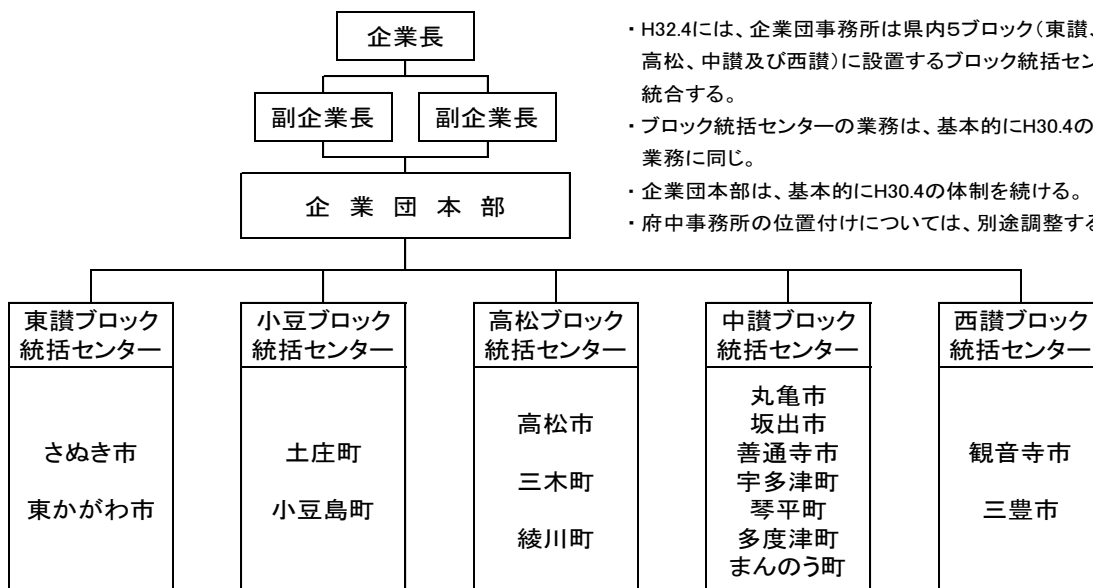 企業長
副企業長
副企業長
企業団本部
・H32.4には、企業団事務所は県内5ブロック(東讃、
高松、中讃及び西讃)に設置するブロック統括セン
統合する。
・ブロック統括センターの業務は、基本的にH30.4の
業務に同じ。
・企業団本部は、基本的にH30.4の体制を続ける。
・府中事務所の位置付けについては、別途調整する
東讃ブロック
統括センター
さぬき市
東かがわ市
小豆ブロック
統括センター
土庄町
小豆島町
高松ブロック
統括センター
高松市
三木町
綾川町
中讃ブロック
統括センター
丸亀市
坂出市
善通寺市
宇多津町
琴平町
多度津町
まんのう町
西讃ブロック
統括センター
観音寺市
三豊市